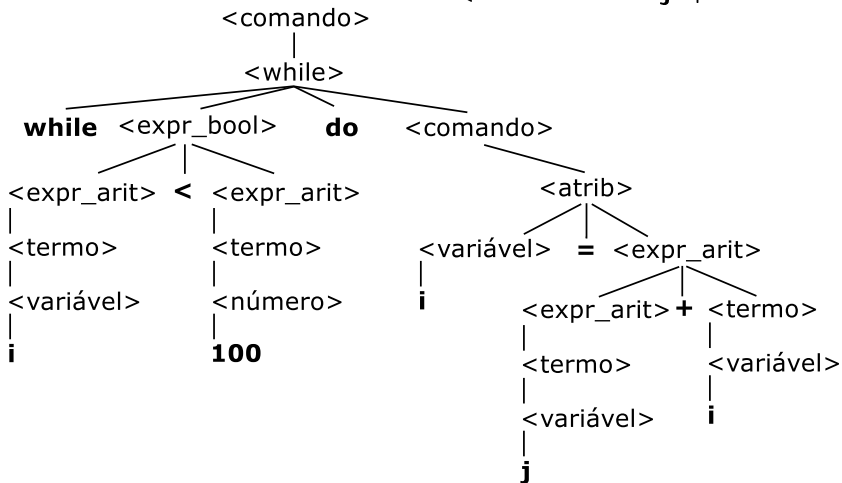 <comando>
<while>
while <expr_bool> do <comando>
<expr_arit> < <expr_arit> <atrib>
<termo> <termo> <variável> = <expr_arit>
<variável> <número> i <expr_arit> + <termo>
i 100 <termo> <variável>
<variável> i
j